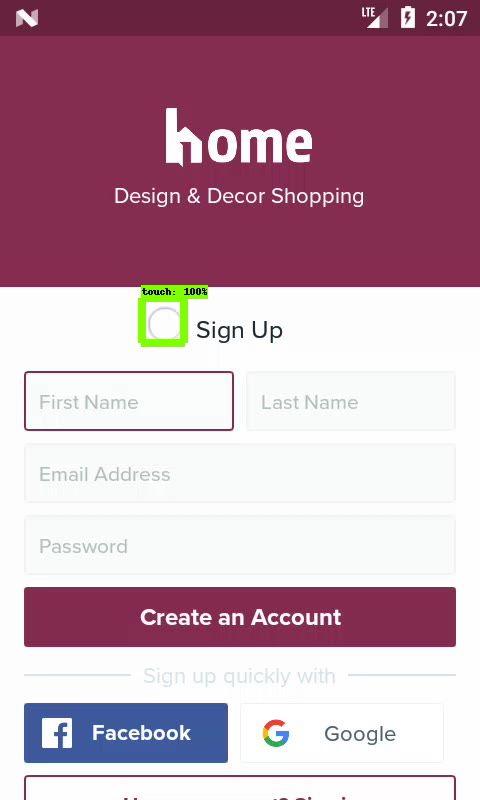 LTE 2:07
home
Design & Decor Shopping
touch: 100%
Sign Up
First Name Last Name
Email Address
Password
Create an Account
Sign up quickly with
Facebook Google